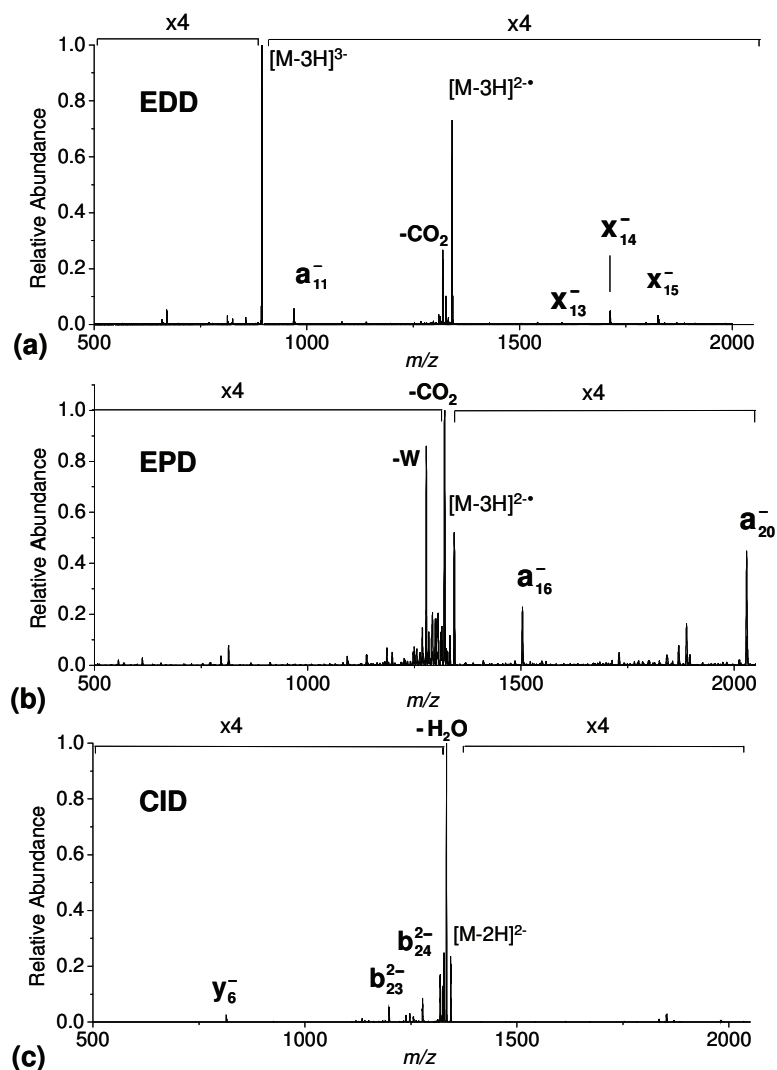 x4 x4
1.0 [M-3H]³⁻
EDD [M-3H]²⁻•
0.8
0.6
0.4
-CO₂ x₁₄⁻
0.2 a₁₁⁻ x₁₃⁻ x₁₅⁻
0.0
Relative Abundance
500 1000 1500 2000
(a) m/z
-CO₂
x4 x4
1.0
EPD -W
0.8
[M-3H]²⁻•
0.6
a₂₀⁻
0.4
a₁₆⁻
0.2
0.0
Relative Abundance
500 1000 1500 2000
(b) m/z
-H₂O
x4 x4
1.0
CID
0.8
0.6
0.4
b₂₄²⁻ [M-2H]²⁻
0.2 b₂₃²⁻
y₆⁻
0.0
Relative Abundance
500 1000 1500 2000
(c) m/z